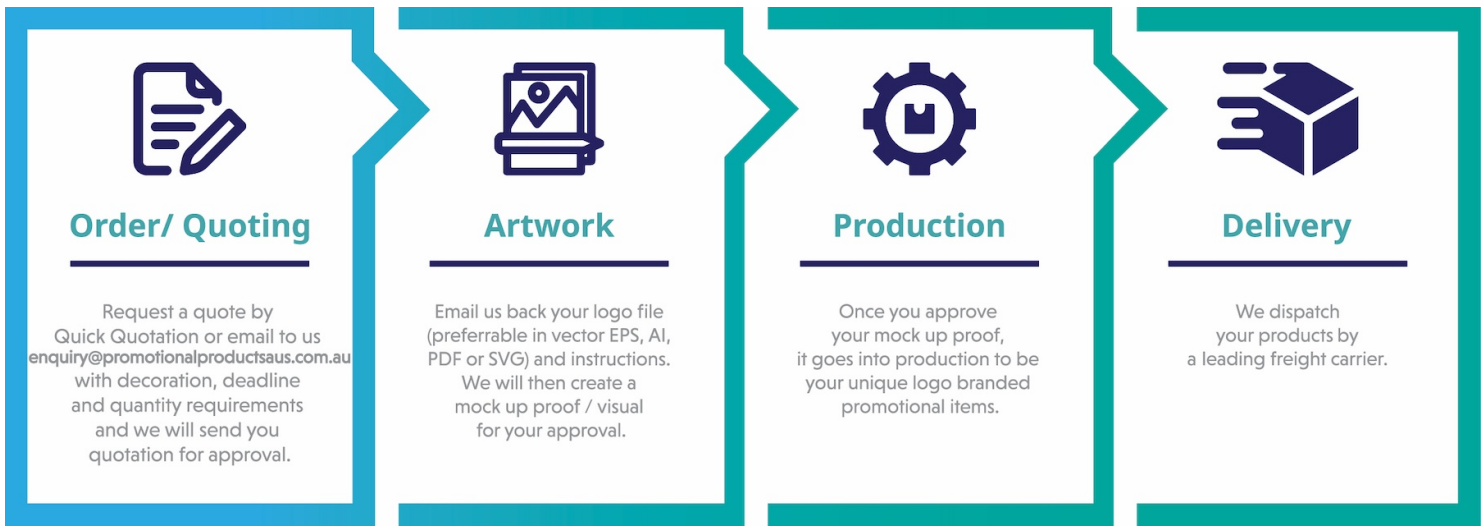 Order/ Quoting
Request a quote by
Quick Quotation or email to us
enquiry@promotionalproductsaus.com.au
with decoration, deadline
and quantity requirements
and we will send you
quotation for approval.
Artwork
Email us back your logo file
(preferrable in vector EPS, AI,
PDF or SVG) and instructions.
We will then create a
mock up proof / visual
for your approval.
Production
Once you approve
your mock up proof,
it goes into production to be
your unique logo branded
promotional items.
Delivery
We dispatch
your products by
a leading freight carrier.